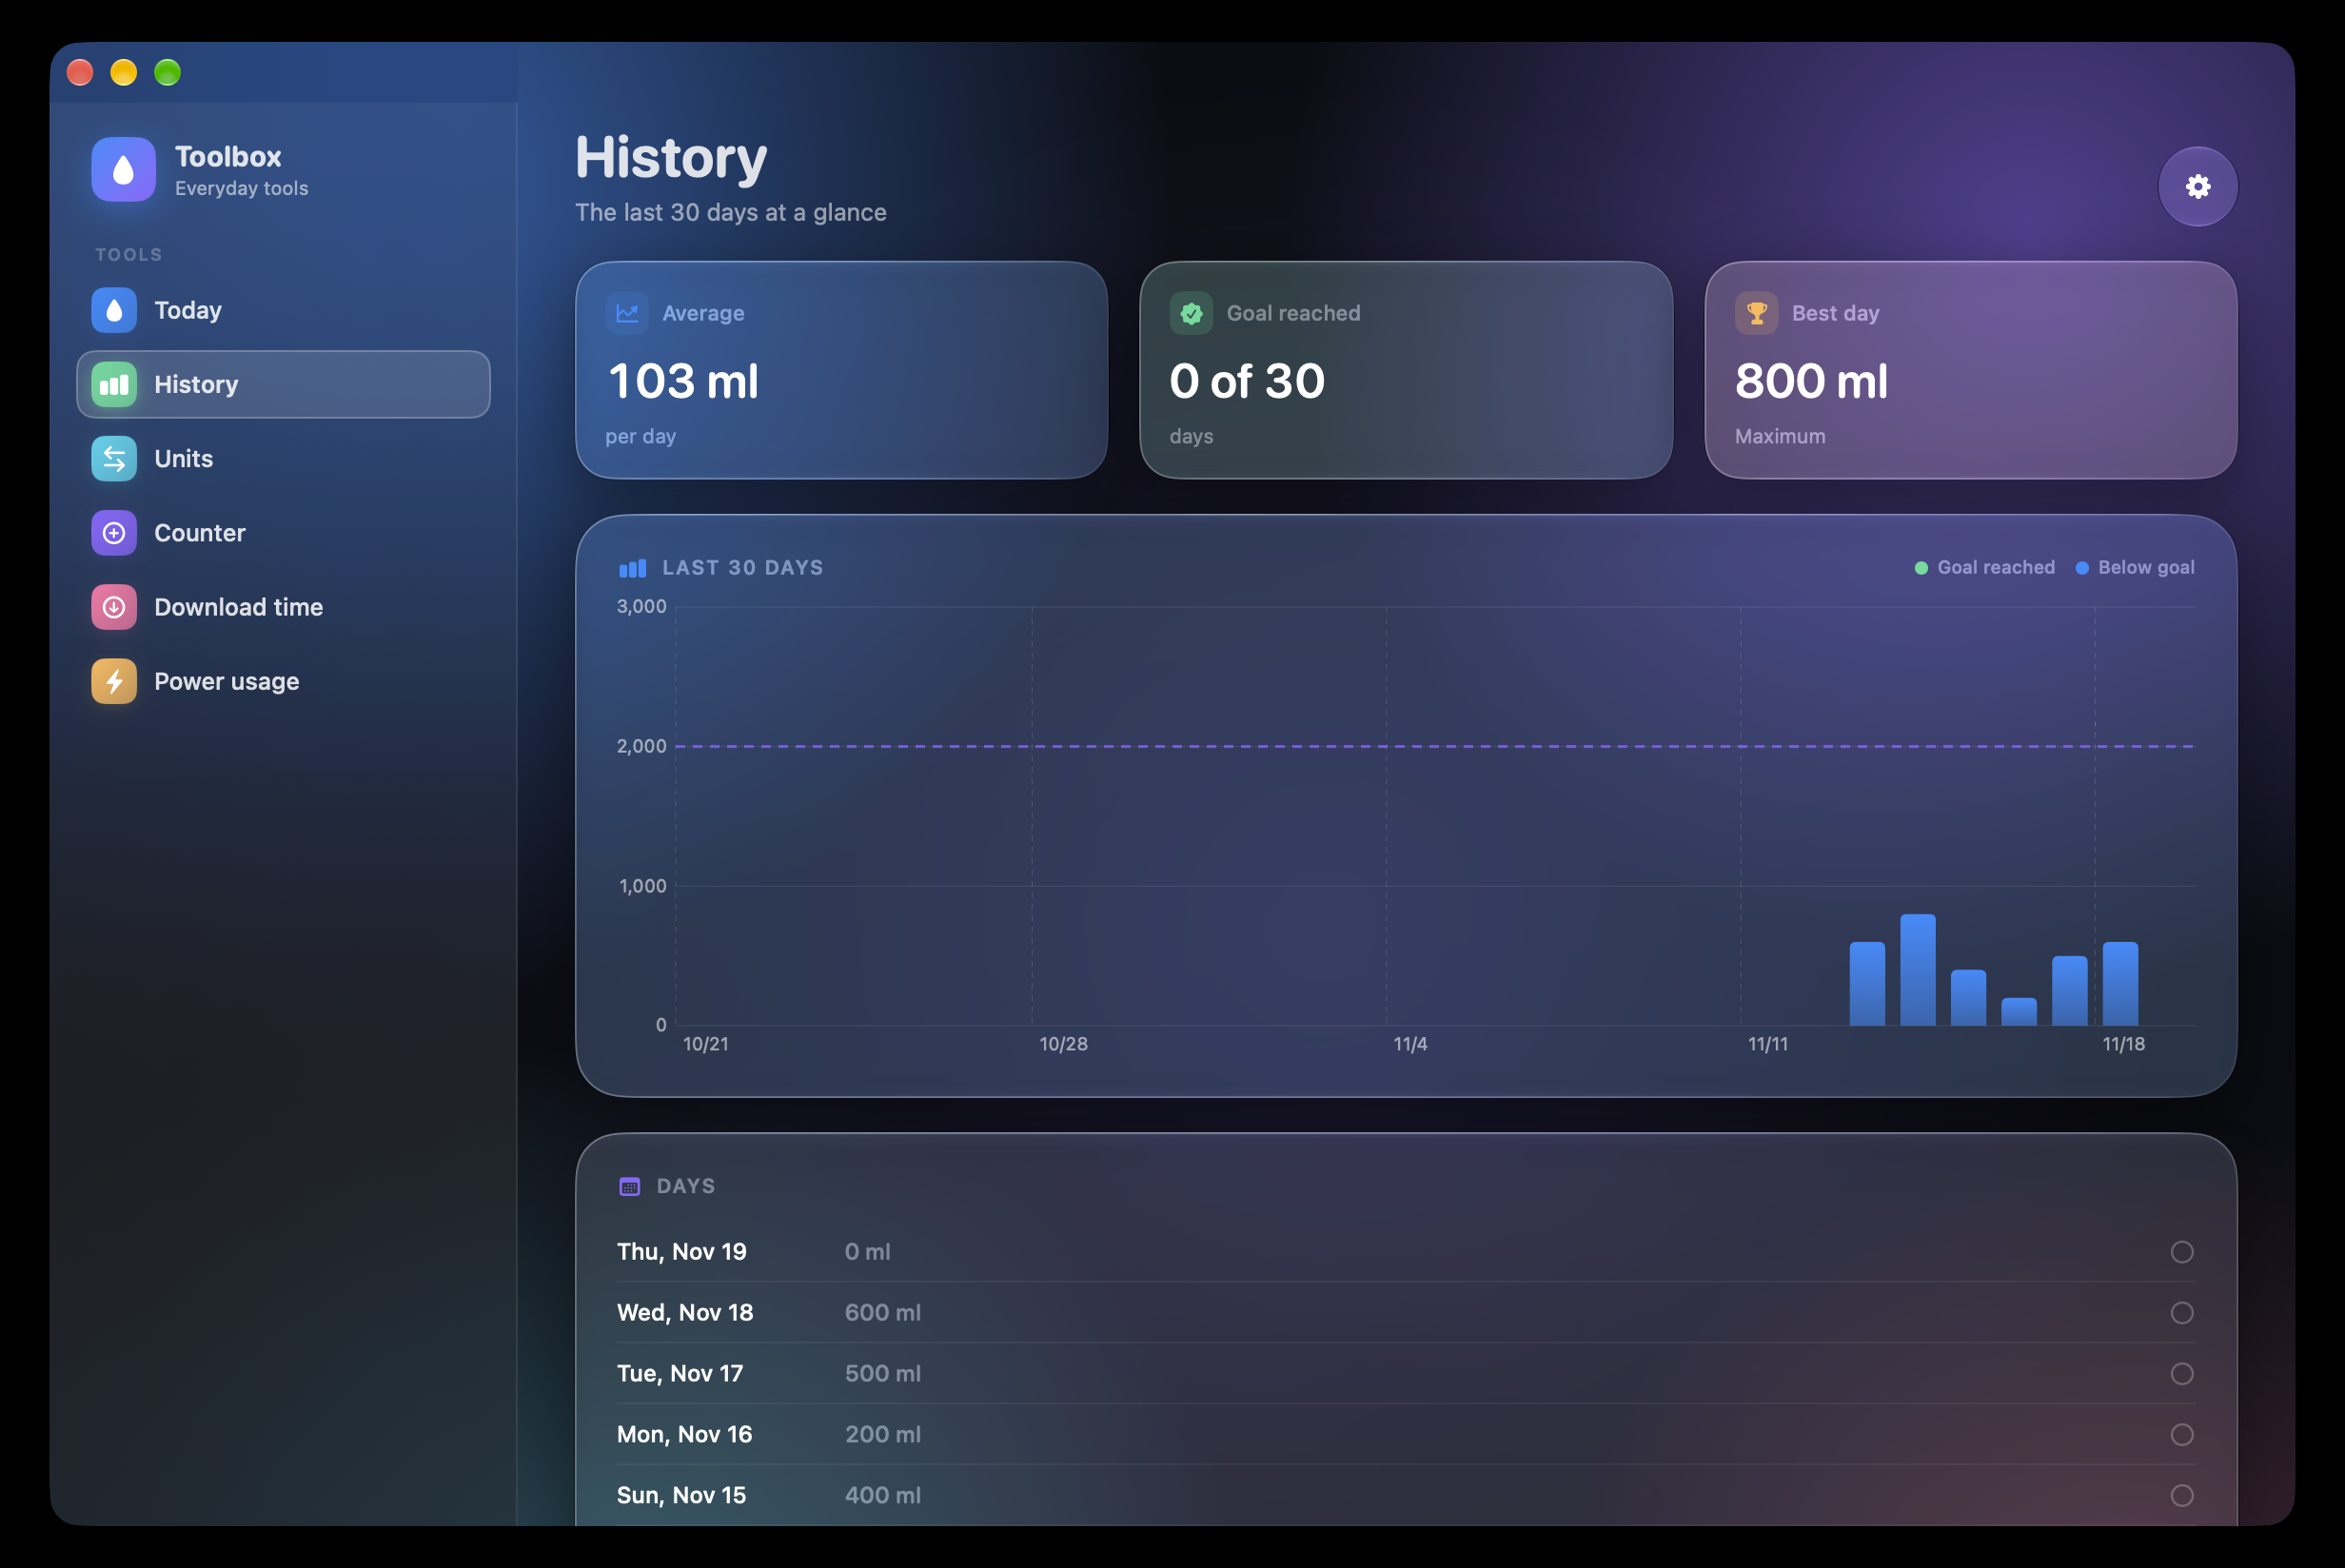 Toolbox
Everyday tools
TOOLS
Today
History
Units
Counter
Download time
Power usage
History
The last 30 days at a glance
Average
103 ml
per day
Goal reached
0 of 30
days
Best day
800 ml
Maximum
LAST 30 DAYS
Goal reached
Below goal
3,000
2,000
1,000
0
10/21
10/28
11/4
11/11
11/18
DAYS
Thu, Nov 19
0 ml
Wed, Nov 18
600 ml
Tue, Nov 17
500 ml
Mon, Nov 16
200 ml
Sun, Nov 15
400 ml